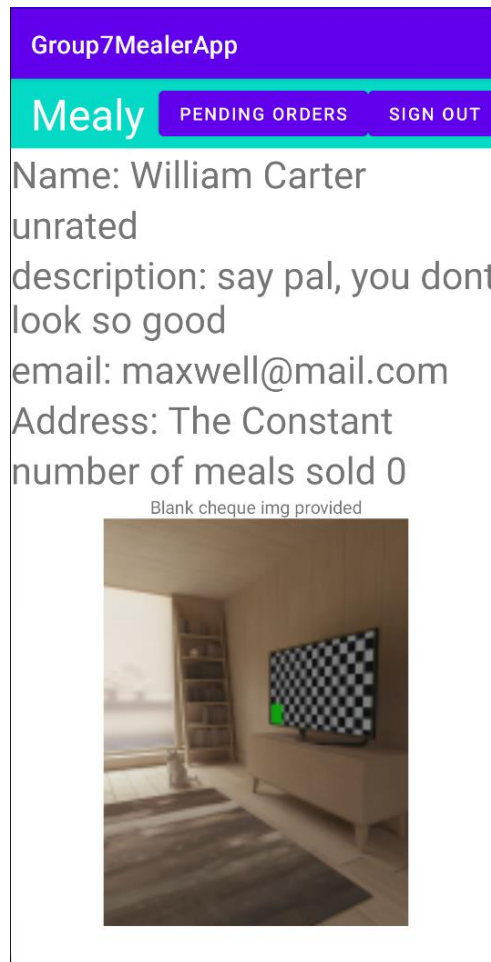 Group7MealerApp
Mealy PENDING ORDERS SIGN OUT
Name: William Carter
unrated
description: say pal, you dont
look so good
email: maxwell@mail.com
Address: The Constant
number of meals sold 0
Blank cheque img provided